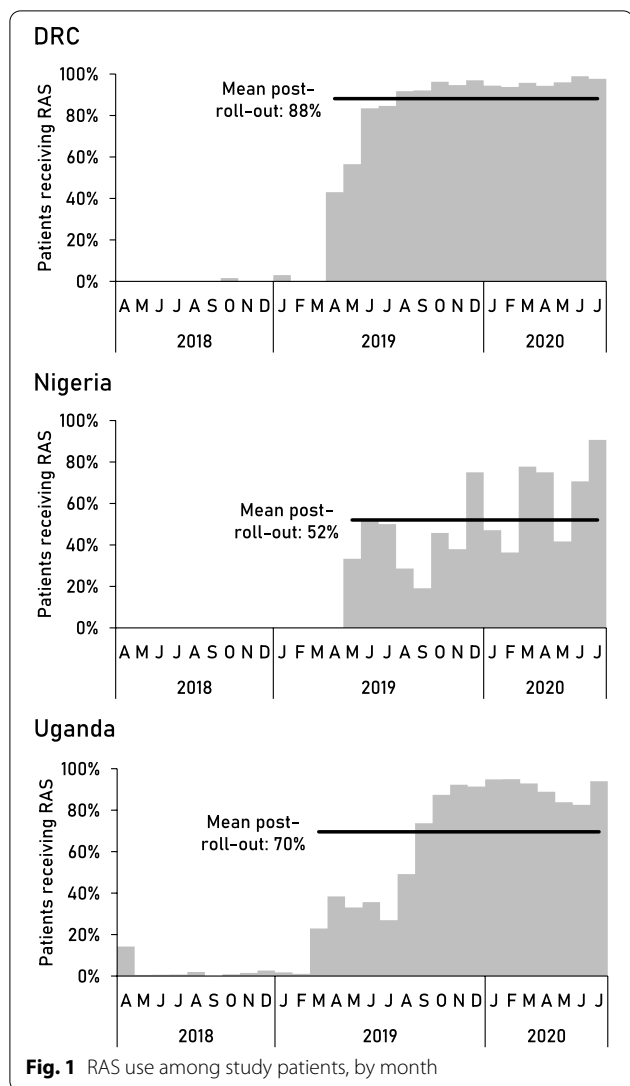 DRC
Patients receiving RAS
100%
80%
60%
40%
20%
0%
Mean post-
roll-out: 88%
A M J J A S O N D J F M A M J J A S O N D J F M A M J J
2018 2019 2020
Nigeria
Patients receiving RAS
100%
80%
60%
40%
20%
0%
Mean post-
roll-out: 52%
A M J J A S O N D J F M A M J J A S O N D J F M A M J J
2018 2019 2020
Uganda
Patients receiving RAS
100%
80%
60%
40%
20%
0%
Mean post-
roll-out: 70%
A M J J A S O N D J F M A M J J A S O N D J F M A M J J
2018 2019 2020
Fig. 1 RAS use among study patients, by month